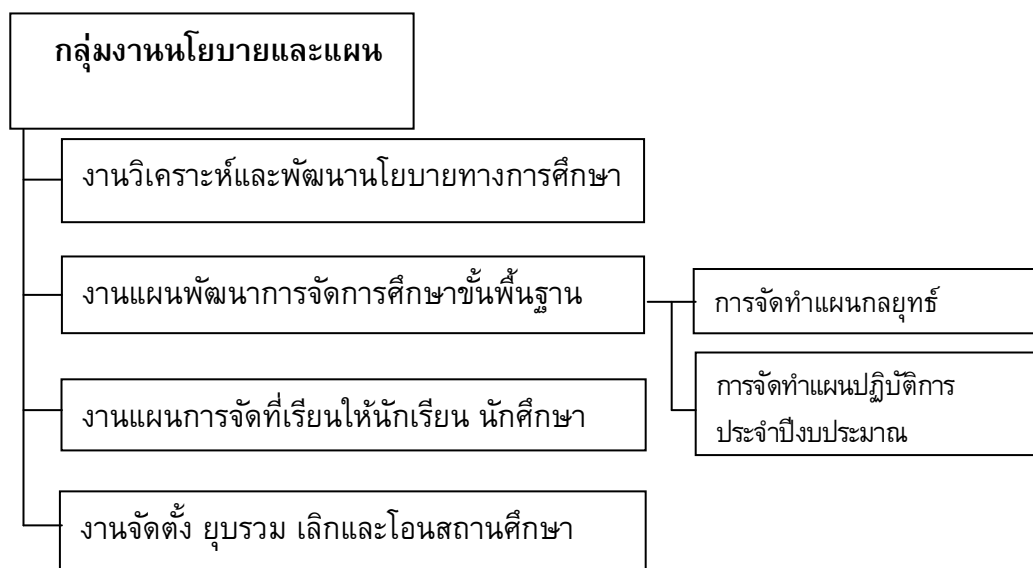 กลุ่มงานนโยบายและแผน
งานวิเคราะห์และพัฒนานโยบายทางการศึกษา
งานแผนพัฒนาการจัดการศึกษาขั้นพื้นฐาน
การจัดทำแผนกลยุทธ์
การจัดทำแผนปฏิบัติการ
ประจำปีงบประมาณ
งานแผนการจัดที่เรียนให้นักเรียน นักศึกษา
งานจัดตั้ง ยุบรวม เลิกและโอนสถานศึกษา